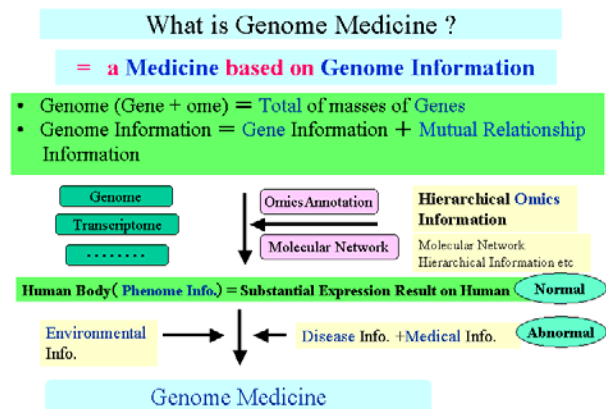 What is Genome Medicine ?
= a Medicine based on Genome Information
• Genome (Gene + ome) = Total of masses of Genes
• Genome Information = Gene Information + Mutual Relationship
Information
Genome
Transcriptome
........
Omics Annotation
Molecular Network
Hierarchical Omics
Information
Molecular Network
Hierarchical Information etc
Human Body( Phenome Info.) = Substantial Expression Result on Human
Normal
Environmental
Info.
Disease Info. +Medical Info.
Abnormal
Genome Medicine